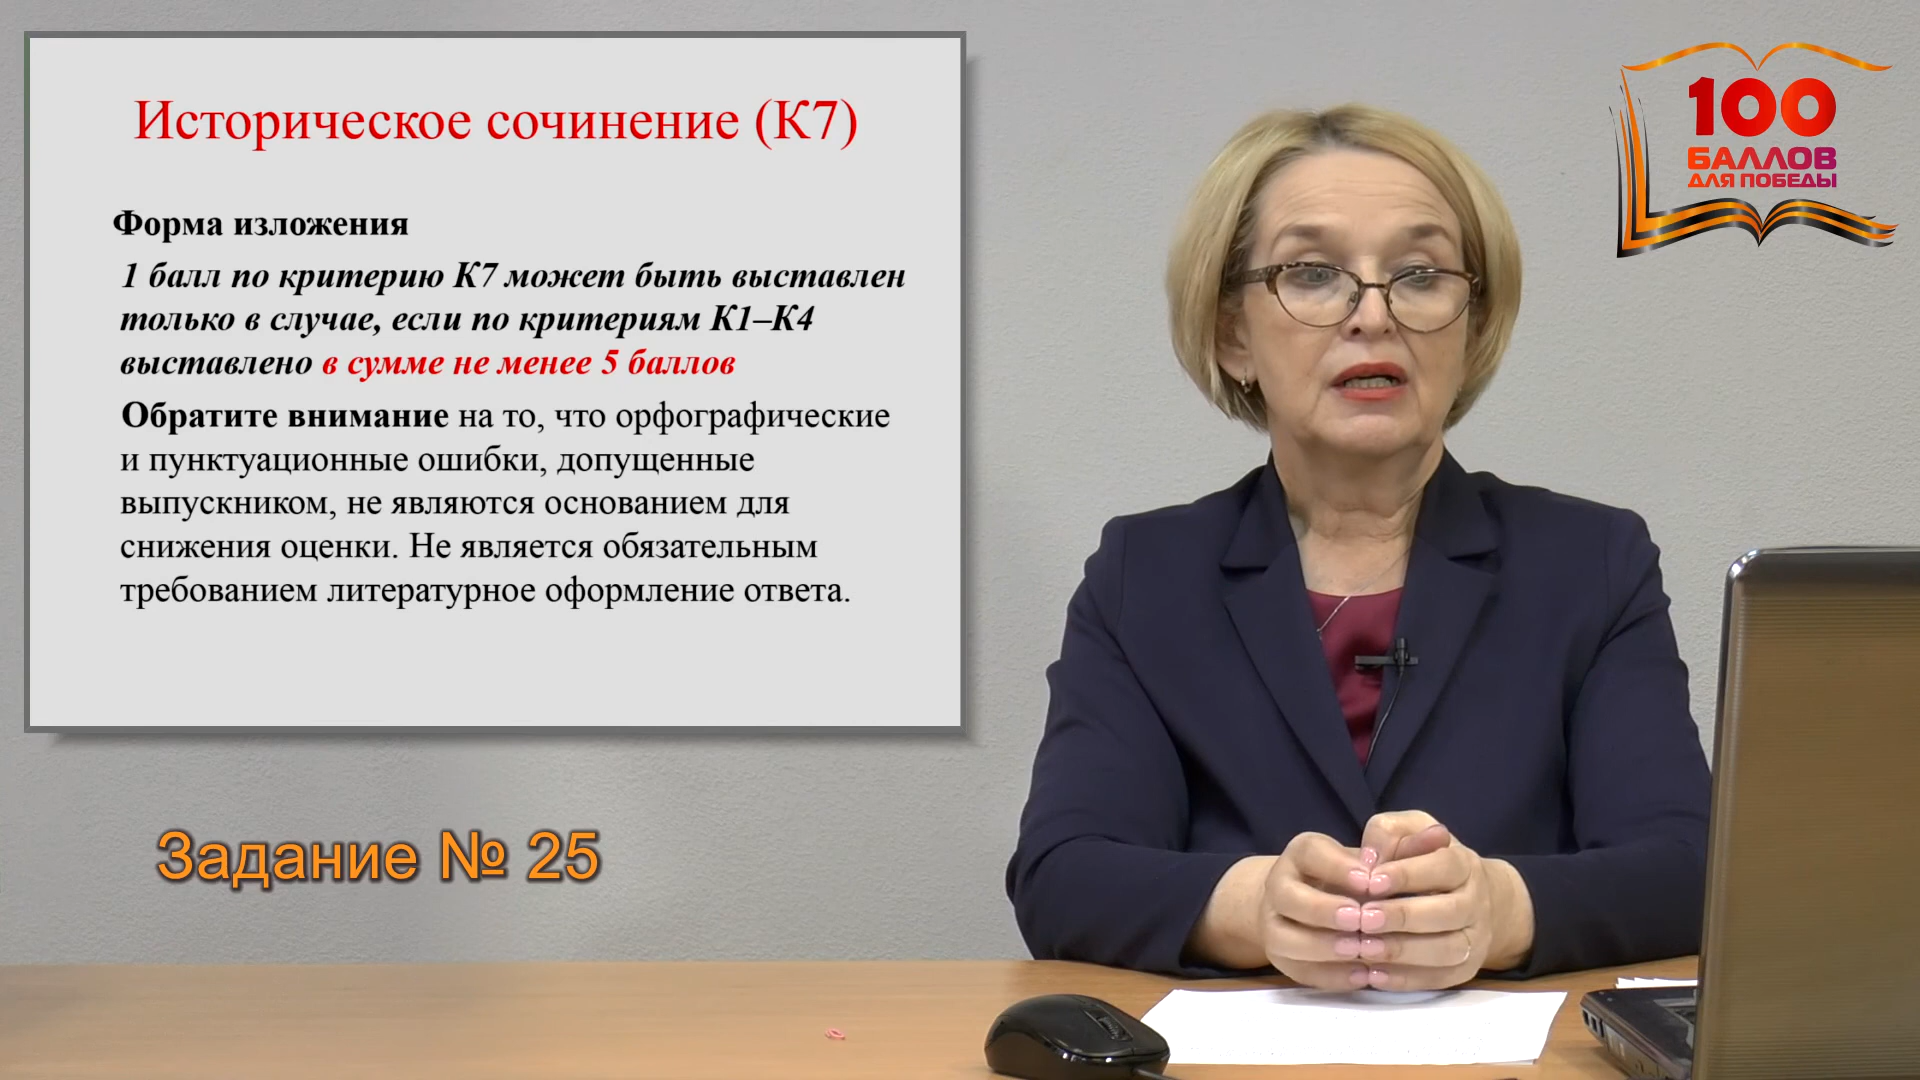 Историческое сочинение (К7)
Форма изложения
1 балл по критерию К7 может быть выставлен
только в случае, если по критериям К1–К4
выставлено в сумме не менее 5 баллов
Обратите внимание на то, что орфографические
и пунктуационные ошибки, допущенные
выпускником, не являются основанием для
снижения оценки. Не является обязательным
требованием литературное оформление ответа.
Задание № 25
100
БАЛЛОВ
ДЛЯ ПОБЕДЫ